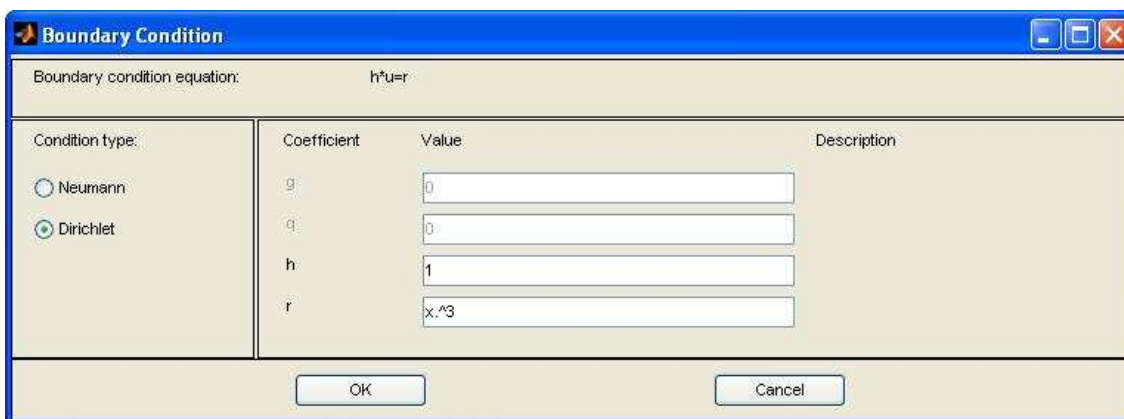 Boundary Condition
Boundary condition equation: h*u=r
Condition type: Coefficient Value Description
Neumann g 0
Dirichlet q 0
h 1
r x.^3
OK Cancel